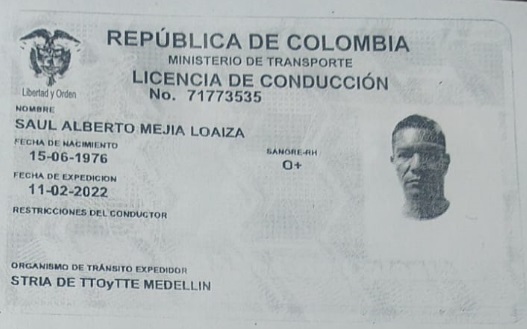 REPÚBLICA DE COLOMBIA
MINISTERIO DE TRANSPORTE
LICENCIA DE CONDUCCIÓN
No. 71773535
Libertad y Orden
NOMBRE
SAUL ALBERTO MEJIA LOAIZA
FECHA DE NACIMIENTO
15-06-1976
SANGRE-RH
O+
FECHA DE EXPEDICION
11-02-2022
RESTRICCIONES DEL CONDUCTOR
ORGANISMO DE TRÁNSITO EXPEDIDOR
STRIA DE TTOyTTE MEDELLIN